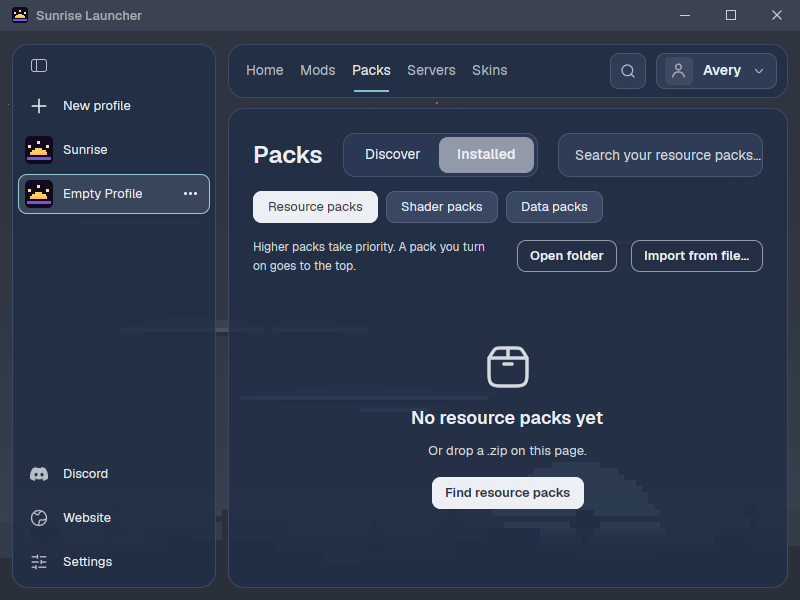 Sunrise Launcher
New profile
Sunrise
Empty Profile
Discord
Website
Settings
Home Mods Packs Servers Skins
Avery
Packs
Discover Installed
Search your resource packs...
Resource packs Shader packs Data packs
Higher packs take priority. A pack you turn
on goes to the top.
Open folder Import from file...
No resource packs yet
Or drop a .zip on this page.
Find resource packs